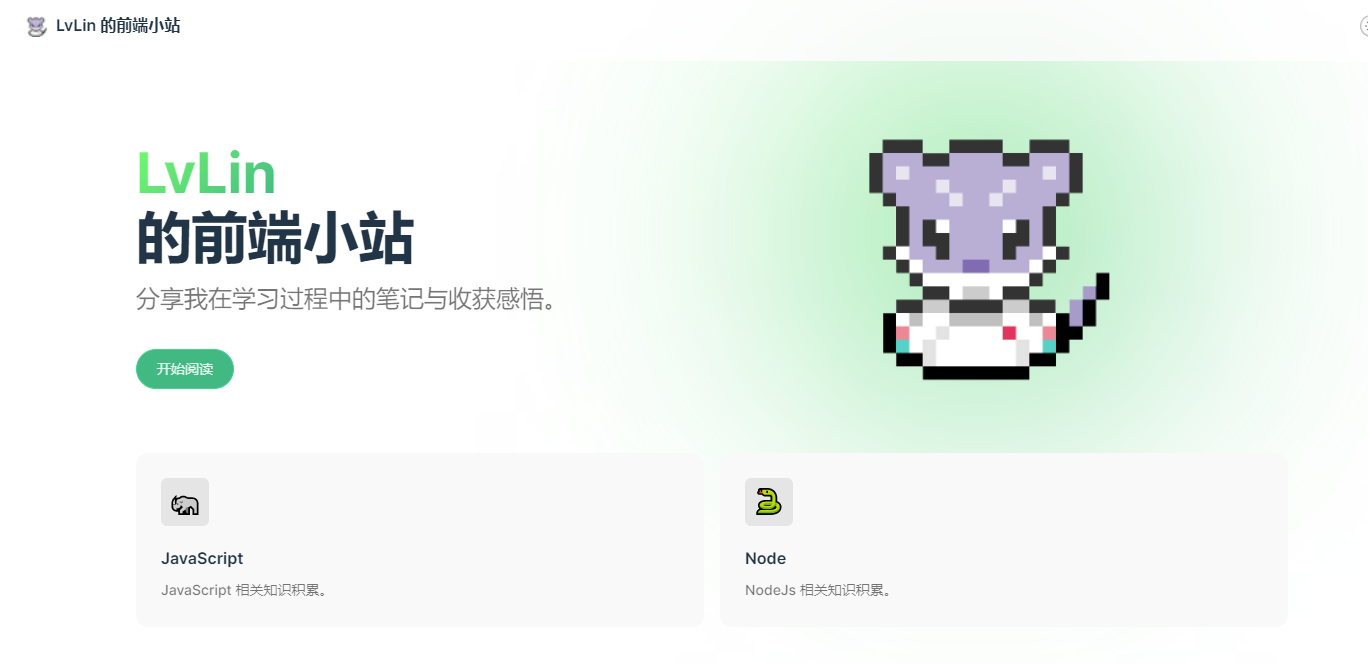 LvLin 的前端小站
LvLin
的前端小站
分享我在学习过程中的笔记与收获感悟。
开始阅读
JavaScript
JavaScript 相关知识积累。
Node
NodeJs 相关知识积累。